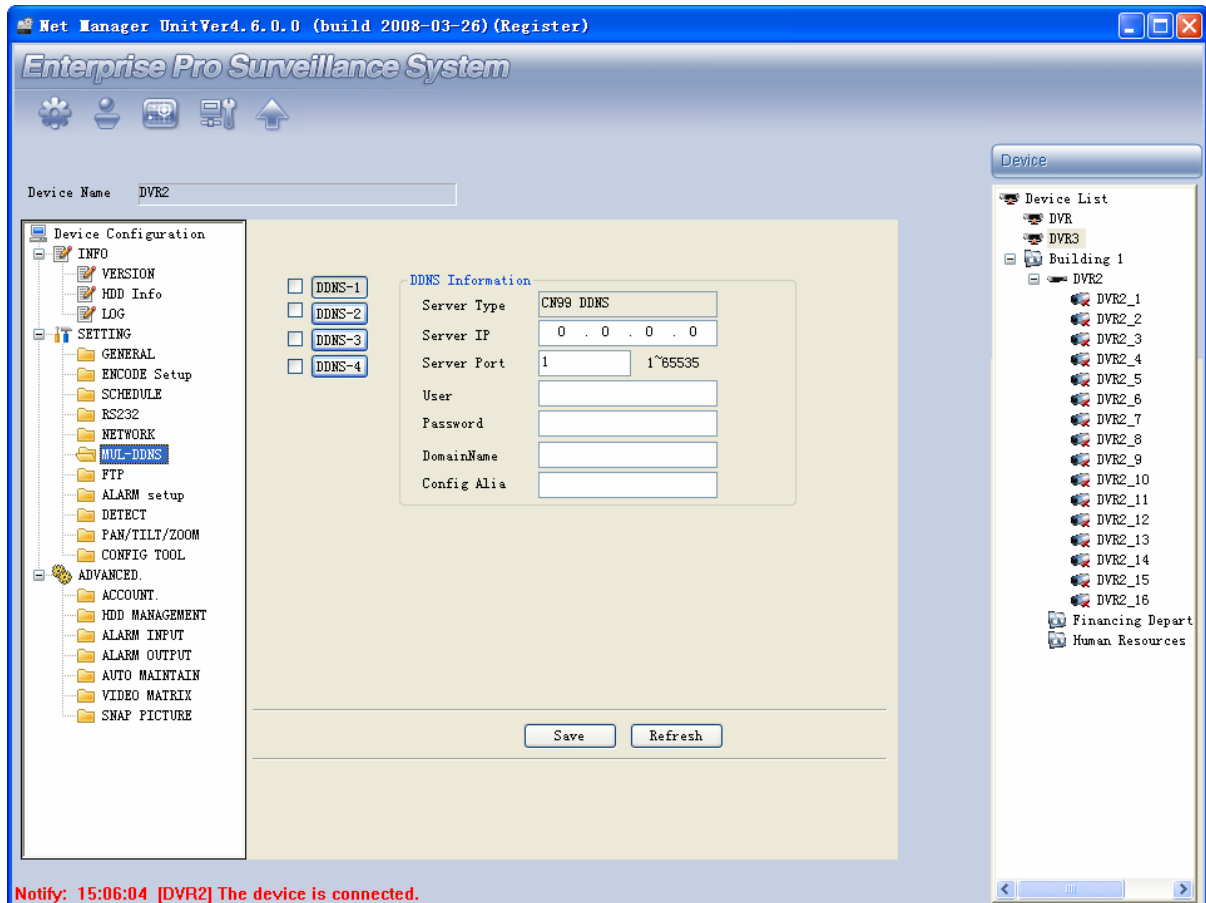 Net Manager UnitVer4.6.0.0 (build 2008-03-26)(Register)
Enterprise Pro Surveillance System
Device Name DVR2
Device Configuration
INFO
VERSION
HDD Info
LOG
SETTING
GENERAL
ENCODE Setup
SCHEDULE
RS232
NETWORK
MUL-DDNS
FTP
ALARM setup
DETECT
PAN/TILT/ZOOM
CONFIG TOOL
ADVANCED.
ACCOUNT.
HDD MANAGEMENT
ALARM INPUT
ALARM OUTPUT
AUTO MAINTAIN
VIDEO MATRIX
SNAP PICTURE
DDNS-1
DDNS-2
DDNS-3
DDNS-4
DDNS Information
Server Type CN99 DDNS
Server IP 0 . 0 . 0 . 0
Server Port 1 1~65535
User
Password
DomainName
Config Alia
Save Refresh
Device
Device List
DVR
DVR3
Building 1
DVR2
DVR2_1
DVR2_2
DVR2_3
DVR2_4
DVR2_5
DVR2_6
DVR2_7
DVR2_8
DVR2_9
DVR2_10
DVR2_11
DVR2_12
DVR2_13
DVR2_14
DVR2_15
DVR2_16
Financing Depart
Human Resources
Notify: 15:06:04 [DVR2] The device is connected.